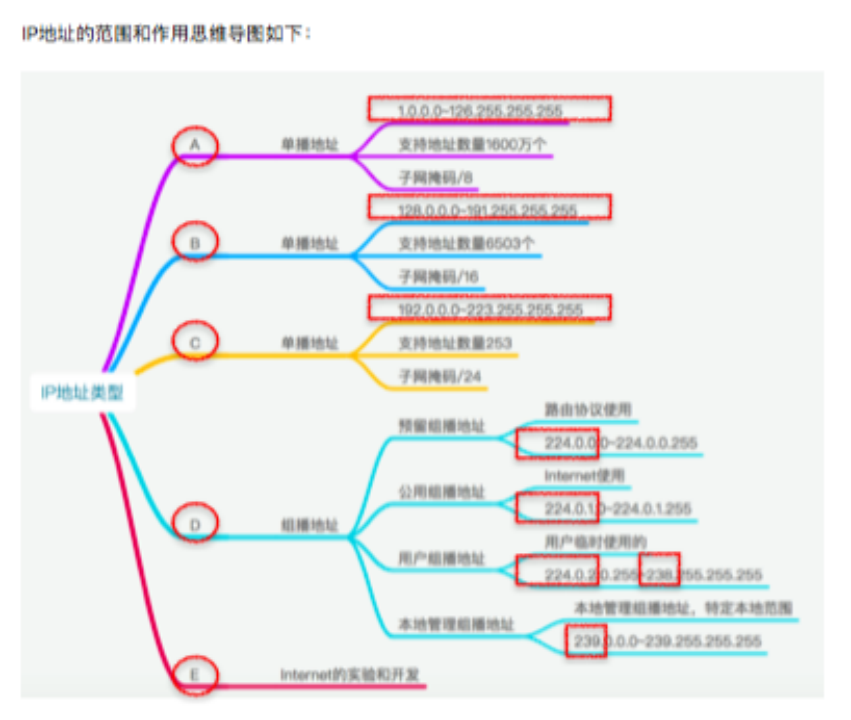 IP地址的范围和作用思维导图如下：
IP地址类型
A
单播地址
1.0.0.0~126.255.255.255
支持地址数量1600万个
子网掩码/8
B
单播地址
128.0.0.0~191.255.255.255
支持地址数量6503个
子网掩码/16
C
单播地址
192.0.0.0~223.255.255.255
支持地址数量253
子网掩码/24
D
组播地址
预留组播地址
路由协议使用
224.0.0.0~224.0.0.255
公用组播地址
Internet使用
224.0.1.0~224.0.1.255
用户组播地址
用户临时使用的
224.0.2.0.255~238.255.255.255
本地管理组播地址
本地管理组播地址，特定本地范围
239.0.0.0~239.255.255.255
E
Internet的实验和开发